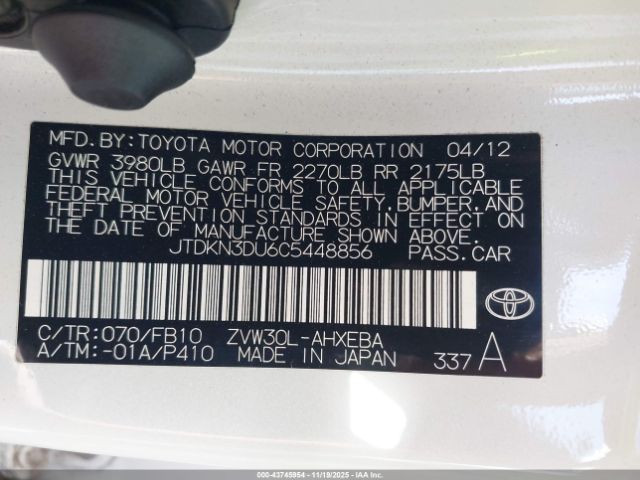 MFD.BY:TOYOTA MOTOR CORPORATION 04/12
GVWR 3980LB GAWR FR 2270LB RR 2175LB
THIS VEHICLE CONFORMS TO ALL APPLICABLE
FEDERAL MOTOR VEHICLE SAFETY,BUMPER,AND
THEFT PREVENTION STANDARDS IN EFFECT ON
THE DATE OF MANUFACTURE SHOWN ABOVE.
JTDKN3DU6C5448856 PASS.CAR
C/TR:070/FB10 ZVW30L-AHXEBA
A/TM:-01A/P410 MADE IN JAPAN 337A
000-43745954 - 11/19/2025 - IAA Inc.